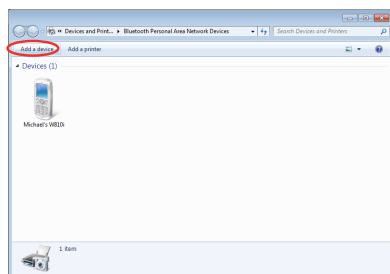 Devices and Print... Bluetooth Personal Area Network Devices Search Devices and Printers
Add a device Add a printer
Devices (1)
Michael's W810i
1 item